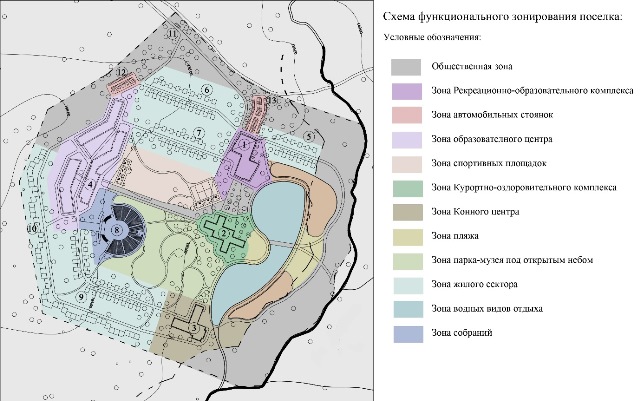 Схема функционального зонирования поселка:
Условные обозначения:
Общественная зона
Зона Рекреационно-образовательного комплекса
Зона автомобильных стоянок
Зона образователного центра
Зона спортивных площадок
Зона Курортно-оздоровительного комплекса
Зона Конного центра
Зона пляжа
Зона парка-музея под открытым небом
Зона жилого сектора
Зона водных видов отдыха
Зона собраний
11
12
6
13
7
5
1
4
10
8
2
9
3